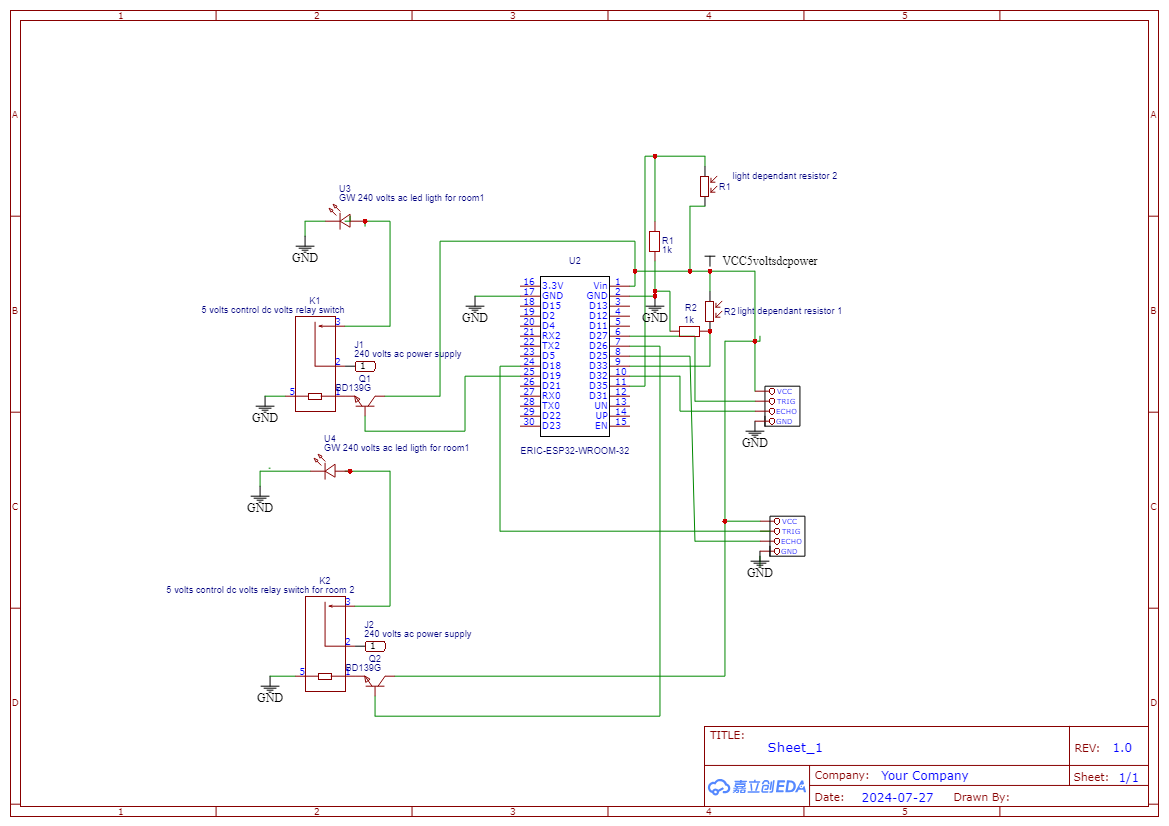 1 2 3 4 5
A A
B B
C C
D D
light dependant resistor 2
R1
U3
GW 240 volts ac led ligth for room1
GND
R1
1k
VCC5voltsdcpower
U2
16 3.3V Vin 1
17 GND GND 2
18 D15 D13 3
19 D2 D12 4
20 D4 D11 5
21 RX2 D27 6
22 TX2 D26 7
23 D5 D25 8
24 D18 D33 9
25 D19 D32 10
26 D21 D35 11
27 RX0 D31 12
28 TX0 UN 13
29 D22 UP 14
30 D23 EN 15
ERIC-ESP32-WROOM-32
GND
GND
R2
1k
R2 light dependant resistor 1
K1
5 volts control dc volts relay switch
3
2
5
1
J1
240 volts ac power supply
1
Q1
BD139G
GND
VCC
TRIG
ECHO
GND
GND
U4
GW 240 volts ac led ligth for room1
GND
VCC
TRIG
ECHO
GND
GND
K2
5 volts control dc volts relay switch for room 2
3
2
5
1
J2
240 volts ac power supply
1
Q2
BD139G
GND
TITLE:
Sheet_1
REV: 1.0
嘉立创EDA
Company: Your Company
Sheet: 1/1
Date: 2024-07-27 Drawn By:
1 2 3 4 5